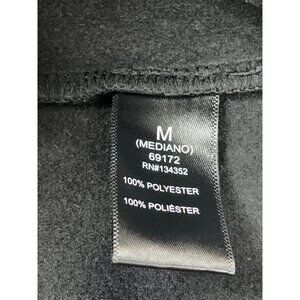 M
(MEDIANO)
69172
RN#134352
100% POLYESTER
100% POLIÉSTER